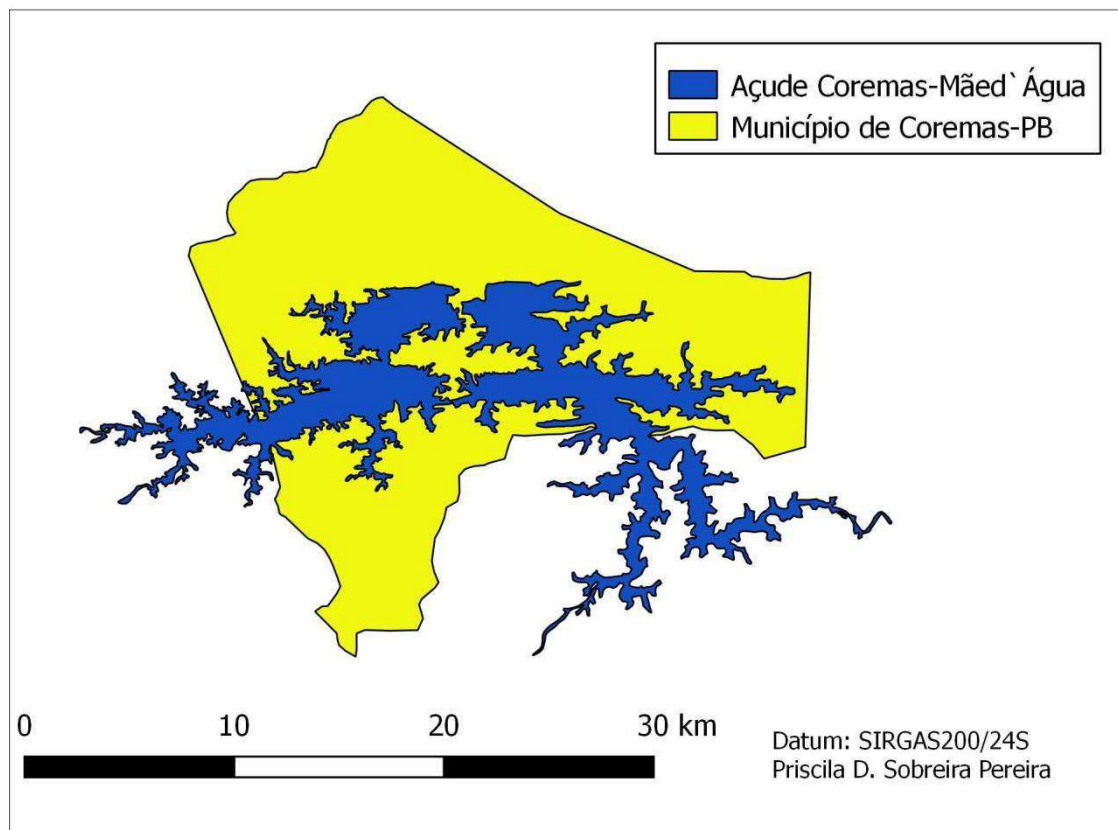 Açude Coremas-Mãed`Água
Município de Coremas-PB
0 10 20 30 km
Datum: SIRGAS200/24S
Priscila D. Sobreira Pereira